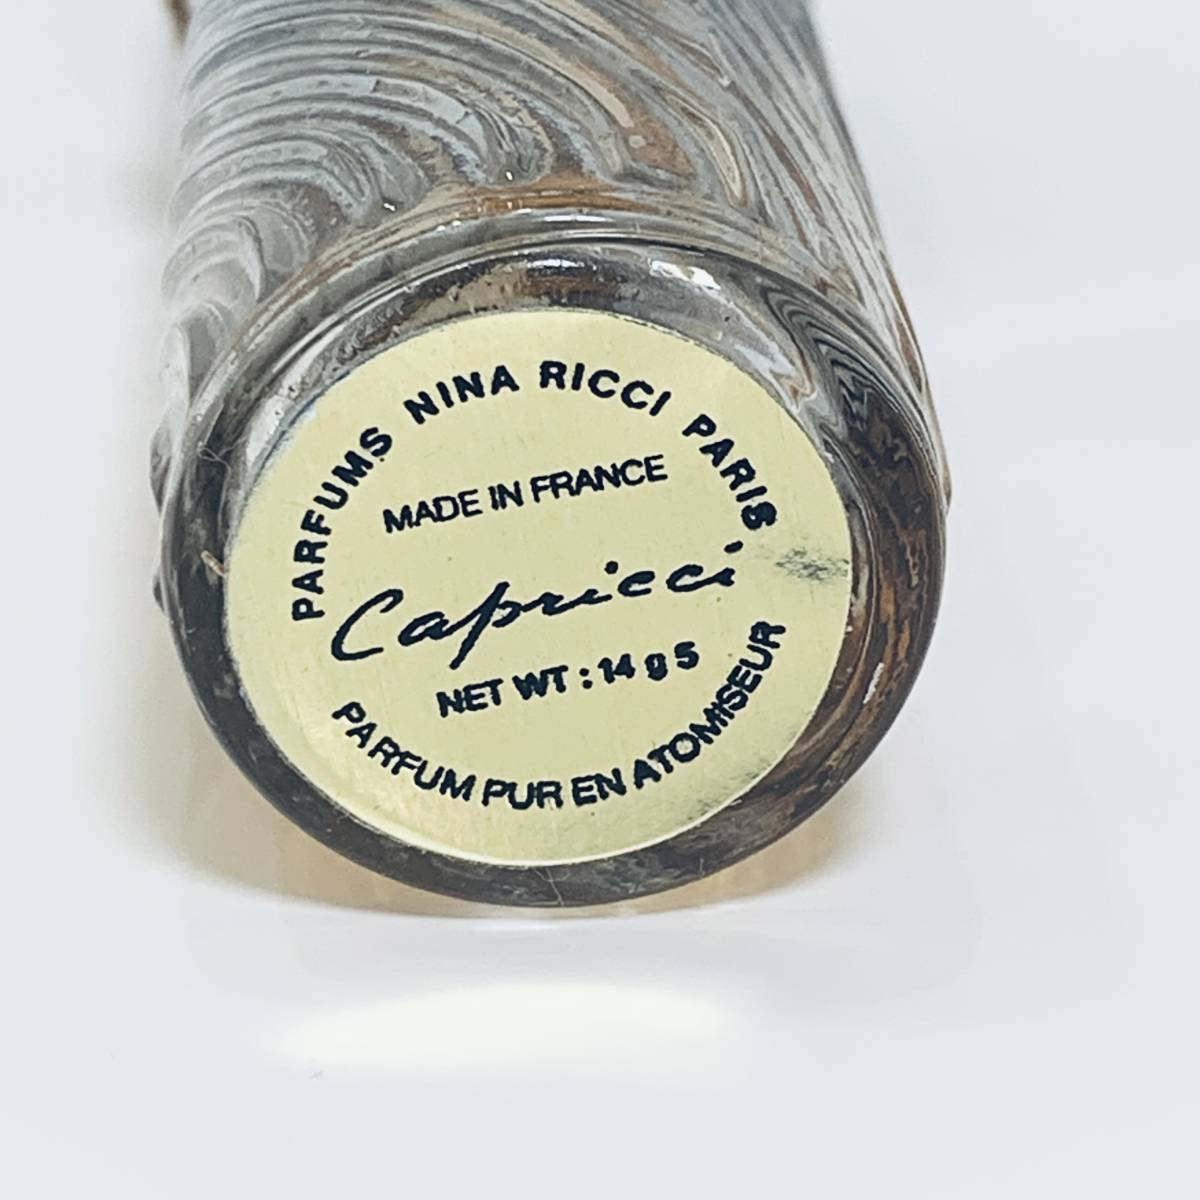 PARFUMS NINA RICCI PARIS
MADE IN FRANCE
Capricci
NET WT : 14 g 5
PARFUM PUR EN ATOMISEUR